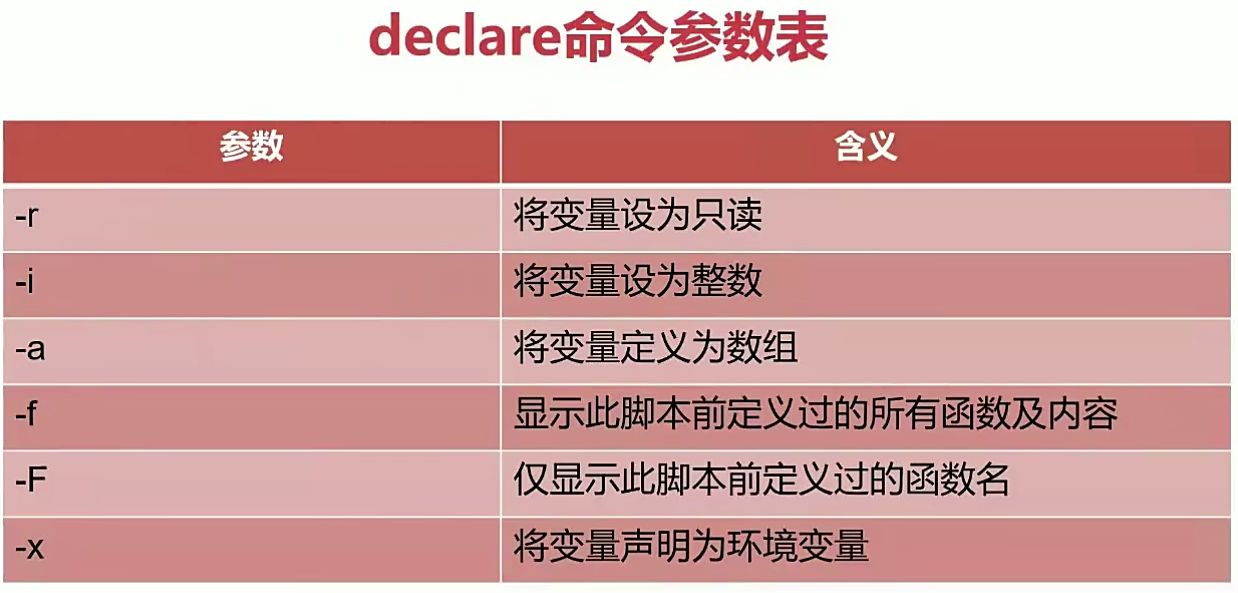 declare命令参数表
参数 含义
-r 将变量设为只读
-i 将变量设为整数
-a 将变量定义为数组
-f 显示此脚本前定义过的所有函数及内容
-F 仅显示此脚本前定义过的函数名
-x 将变量声明为环境变量